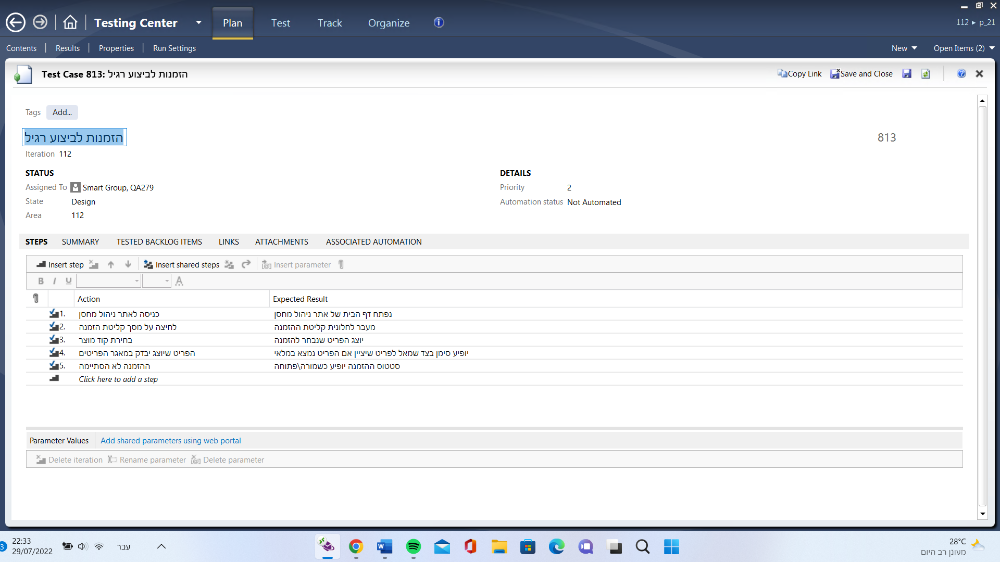 Testing Center
Plan
Test
Track
Organize
112 ▸ p_21
Contents
Results
Properties
Run Settings
New
Open Items (2)
Test Case 813: הזמנות לביצוע רגיל
Copy Link
Save and Close
Tags
Add...
הזמנות לביצוע רגיל
813
Iteration 112
STATUS
DETAILS
Assigned To Smart Group, QA279
Priority 2
State Design
Automation status Not Automated
Area 112
STEPS
SUMMARY
TESTED BACKLOG ITEMS
LINKS
ATTACHMENTS
ASSOCIATED AUTOMATION
Insert step
Insert shared steps
Insert parameter
B I U A
Action
Expected Result
1. כניסה לאתר ניהול מחסן
נפתח דף הבית של אתר ניהול מחסן
2. לחיצה על מסך קליטת הזמנה
מעבר לחלונית קליטת ההזמנה
3. בחירת קוד מוצר
יוצג הפריט שנבחר להזמנה
4. הפריט שיוצג יבדק במאגר הפריטים
יופיע סימן בצד שמאל לפריט שיציין אם הפריט נמצא במלאי
5. ההזמנה לא הסתיימה
סטטוס ההזמנה יופיע כשמורה\פתוחה
Click here to add a step
Parameter Values
Add shared parameters using web portal
Delete iteration
Rename parameter
Delete parameter
3
22:33
29/07/2022
עבר
28°C
מעונן רב היום